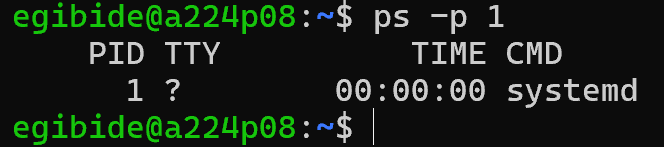 egibide@a224p08:~$ ps -p 1
    PID TTY          TIME CMD
      1 ?        00:00:00 systemd
egibide@a224p08:~$